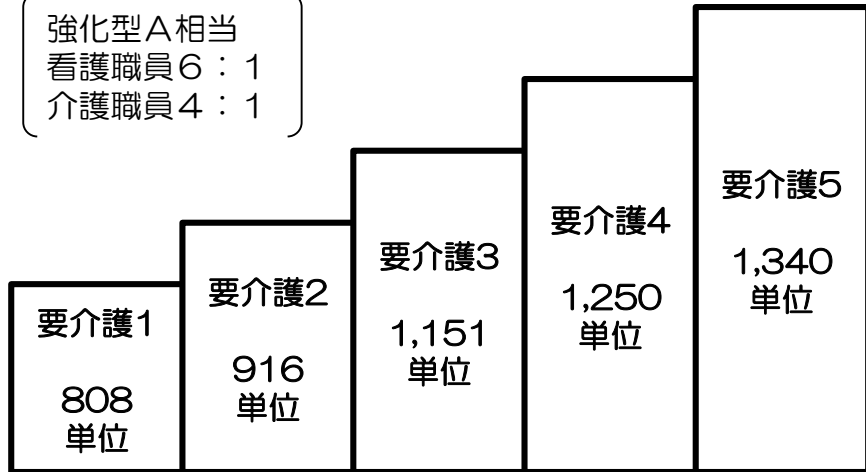 強化型A相当
看護職員6：1
介護職員4：1
要介護1
808
単位
要介護2
916
単位
要介護3
1,151
単位
要介護4
1,250
単位
要介護5
1,340
単位